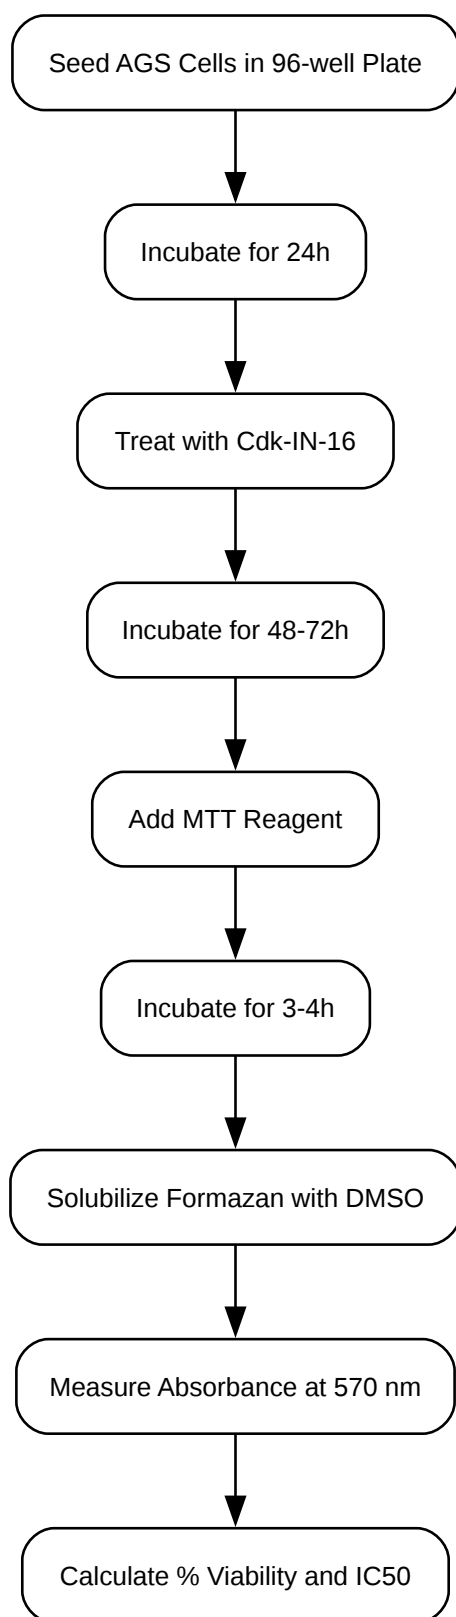 Seed AGS Cells in 96-well Plate
Incubate for 24h
Treat with Cdk-IN-16
Incubate for 48-72h
Add MTT Reagent
Incubate for 3-4h
Solubilize Formazan with DMSO
Measure Absorbance at 570 nm
Calculate % Viability and IC50